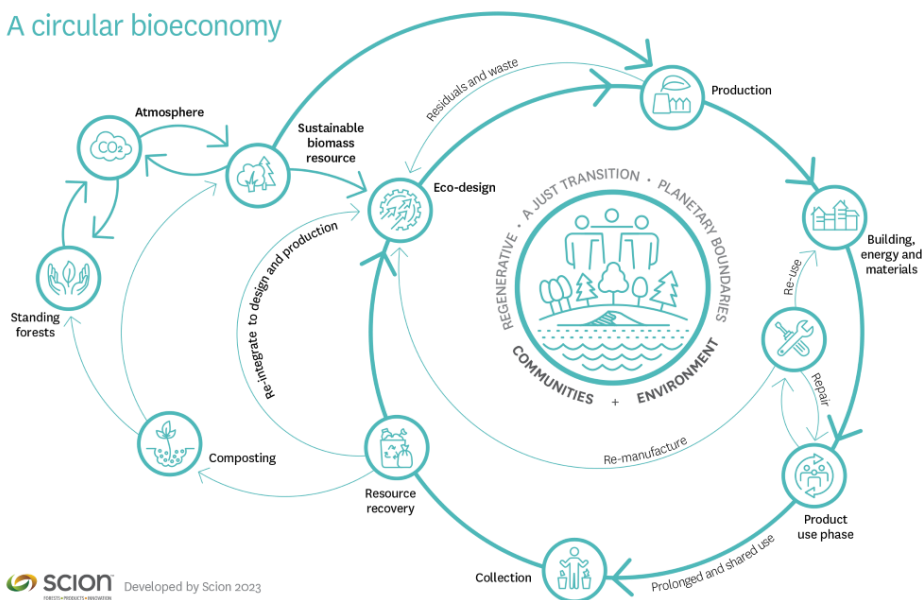 A circular bioeconomy
Atmosphere
CO₂
Sustainable
biomass
resource
Residuals and waste
Production
Eco-design
REGENERATIVE • A JUST TRANSITION • PLANETARY BOUNDARIES
COMMUNITIES + ENVIRONMENT
Building,
energy and
materials
Re-use
Repair
Standing
forests
Re-integrate to design and production
Re-manufacture
Composting
Resource
recovery
Product
use phase
Collection
Prolonged and shared use
SCION
FORESTS • PRODUCTS • INNOVATION
Developed by Scion 2023